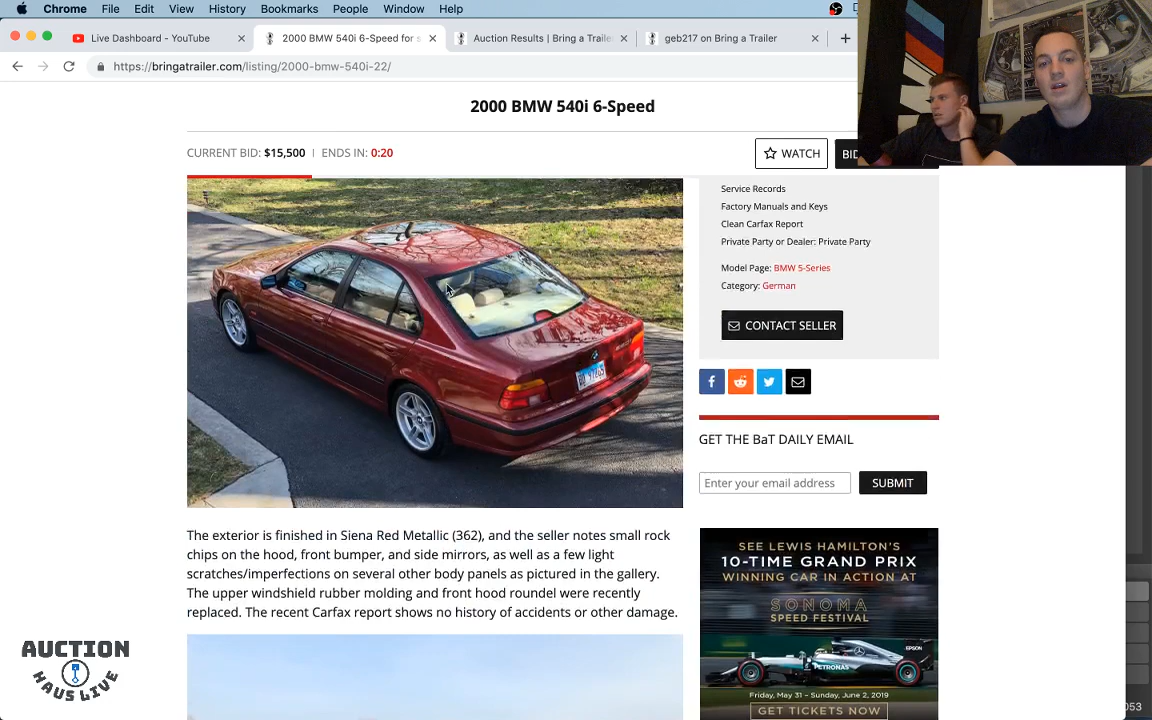 Chrome File Edit View History Bookmarks People Window Help
Live Dashboard - YouTube
2000 BMW 540i 6-Speed for s
Auction Results | Bring a Traile
geb217 on Bring a Trailer
https://bringatrailer.com/listing/2000-bmw-540i-22/
2000 BMW 540i 6-Speed
CURRENT BID: $15,500 | ENDS IN: 0:20
WATCH
BID
Service Records
Factory Manuals and Keys
Clean Carfax Report
Private Party or Dealer: Private Party
Model Page: BMW 5-Series
Category: German
CONTACT SELLER
GET THE BaT DAILY EMAIL
Enter your email address
SUBMIT
The exterior is finished in Siena Red Metallic (362), and the seller notes small rock
chips on the hood, front bumper, and side mirrors, as well as a few light
scratches/imperfections on several other body panels as pictured in the gallery.
The upper windshield rubber molding and front hood roundel were recently
replaced. The recent Carfax report shows no history of accidents or other damage.
SEE LEWIS HAMILTON'S
10-TIME GRAND PRIX
WINNING CAR IN ACTION AT
SONOMA
SPEED FESTIVAL
EPSON
PETRONAS
Friday, May 31 – Sunday, June 2, 2019
GET TICKETS NOW
AUCTION
HAUS LIVE
053